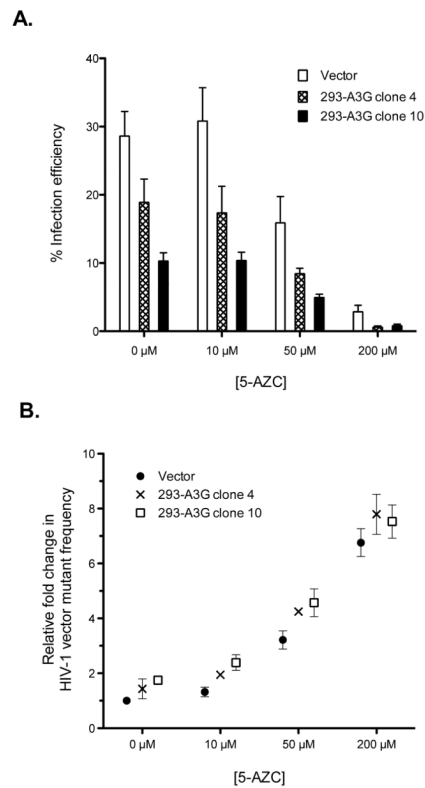 A.
40
30
20
10
0
% Infection efficiency
Vector
293-A3G clone 4
293-A3G clone 10
0 µM
10 µM
50 µM
200 µM
[5-AZC]
B.
10
8
6
4
2
0
Relative fold change in
HIV-1 vector mutant frequency
Vector
293-A3G clone 4
293-A3G clone 10
0 µM
10 µM
50 µM
200 µM
[5-AZC]